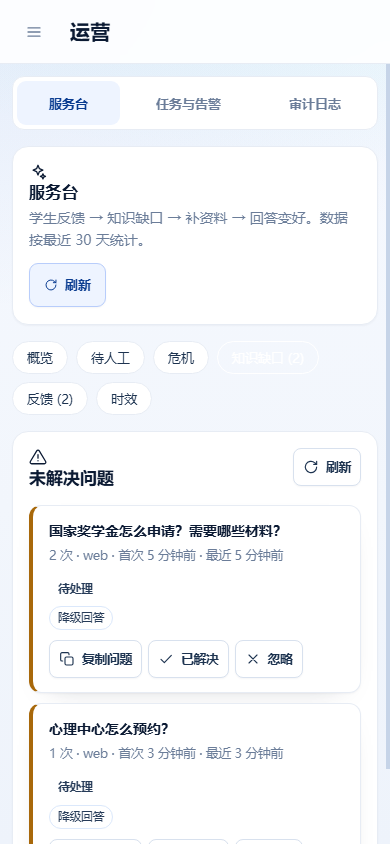 运营
服务台 任务与告警 审计日志
服务台
学生反馈 → 知识缺口 → 补资料 → 回答变好。数据
按最近 30 天统计。
刷新
概览 待人工 危机 知识缺口 (2)
反馈 (2) 时效
未解决问题
刷新
国家奖学金怎么申请？需要哪些材料？
2 次 · web · 首次 5 分钟前 · 最近 5 分钟前
待处理
降级回答
复制问题 已解决 忽略
心理中心怎么预约？
1 次 · web · 首次 3 分钟前 · 最近 3 分钟前
待处理
降级回答